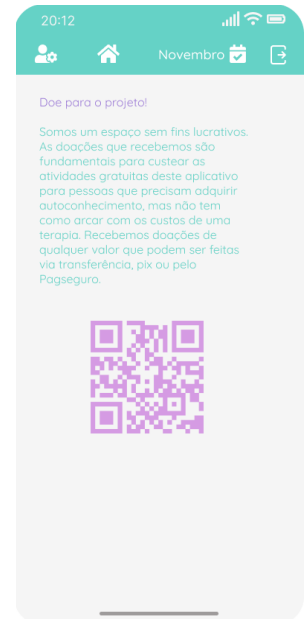 20:12
Novembro
Doe para o projeto!
Somos um espaço sem fins lucrativos.
As doações que recebemos são
fundamentais para custear as
atividades gratuitas deste aplicativo
para pessoas que precisam adquirir
autoconhecimento, mas não tem
como arcar com os custos de uma
terapia. Recebemos doações de
qualquer valor que podem ser feitas
via transferência, pix ou pelo
Pagseguro.